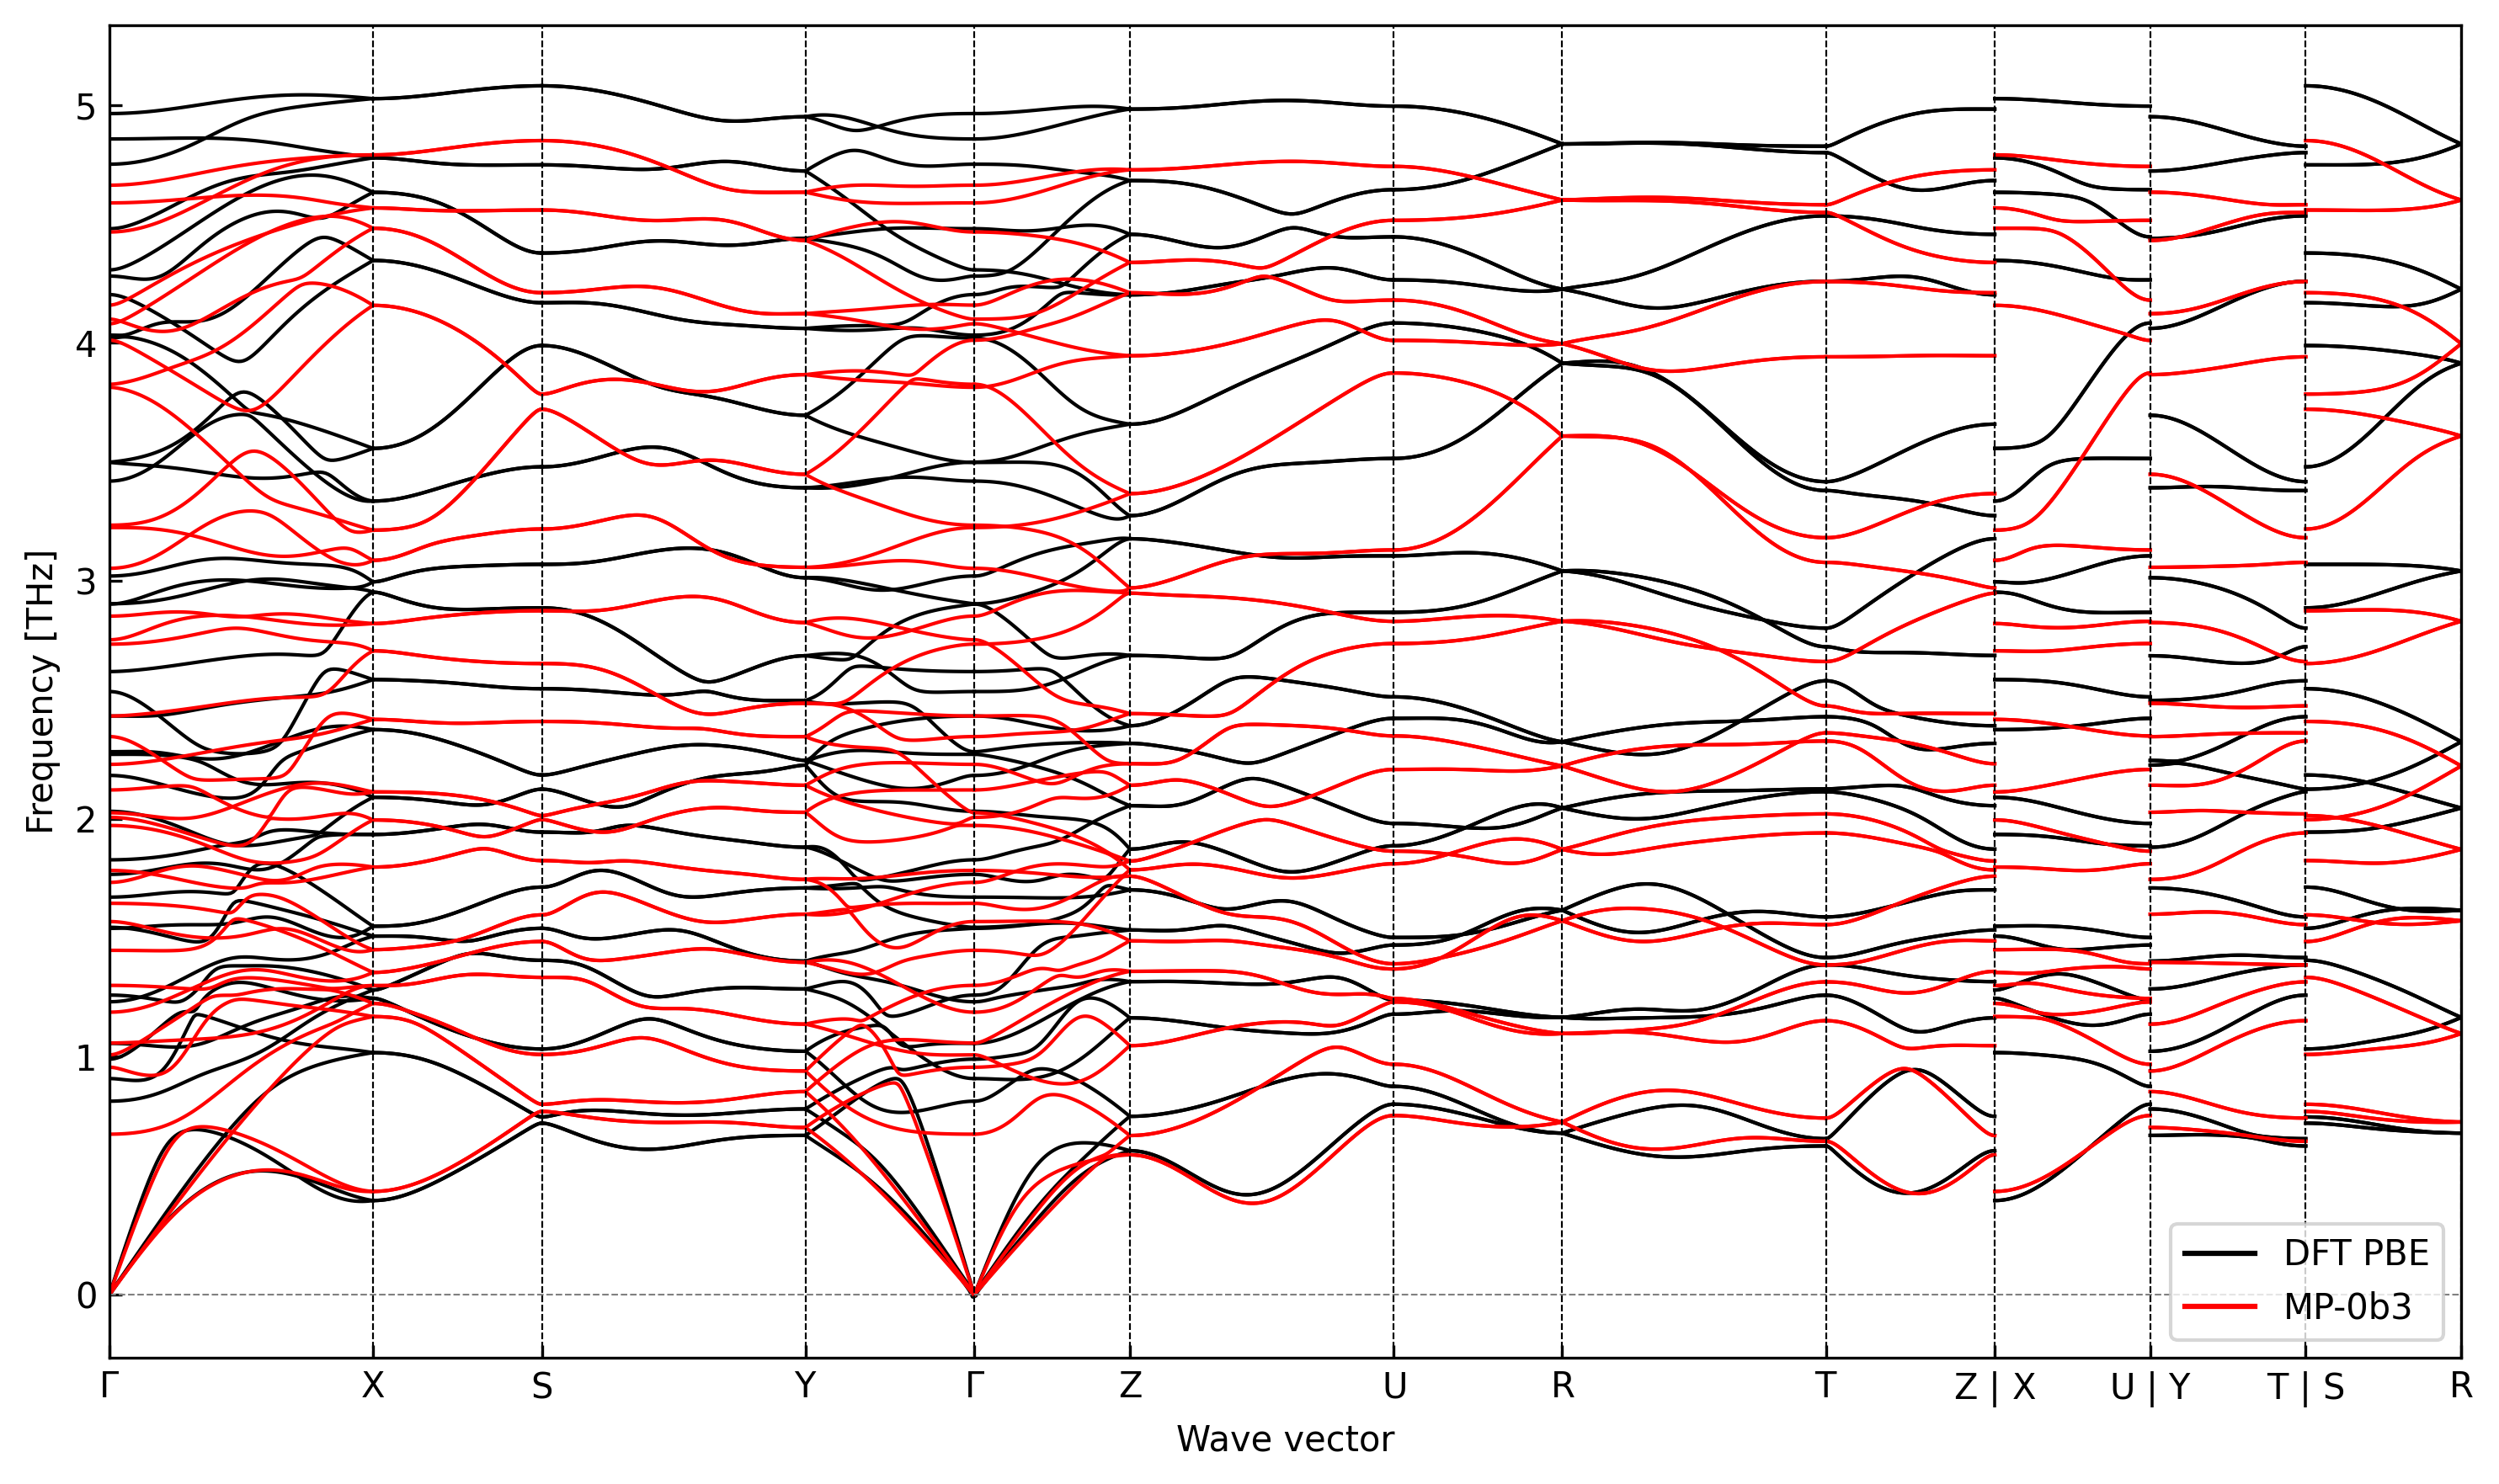 Frequency [THz]
5
4
3
2
1
0
DFT PBE
MP-0b3
Γ X S Y Γ Z U R T Z | X U | Y T | S R
Wave vector